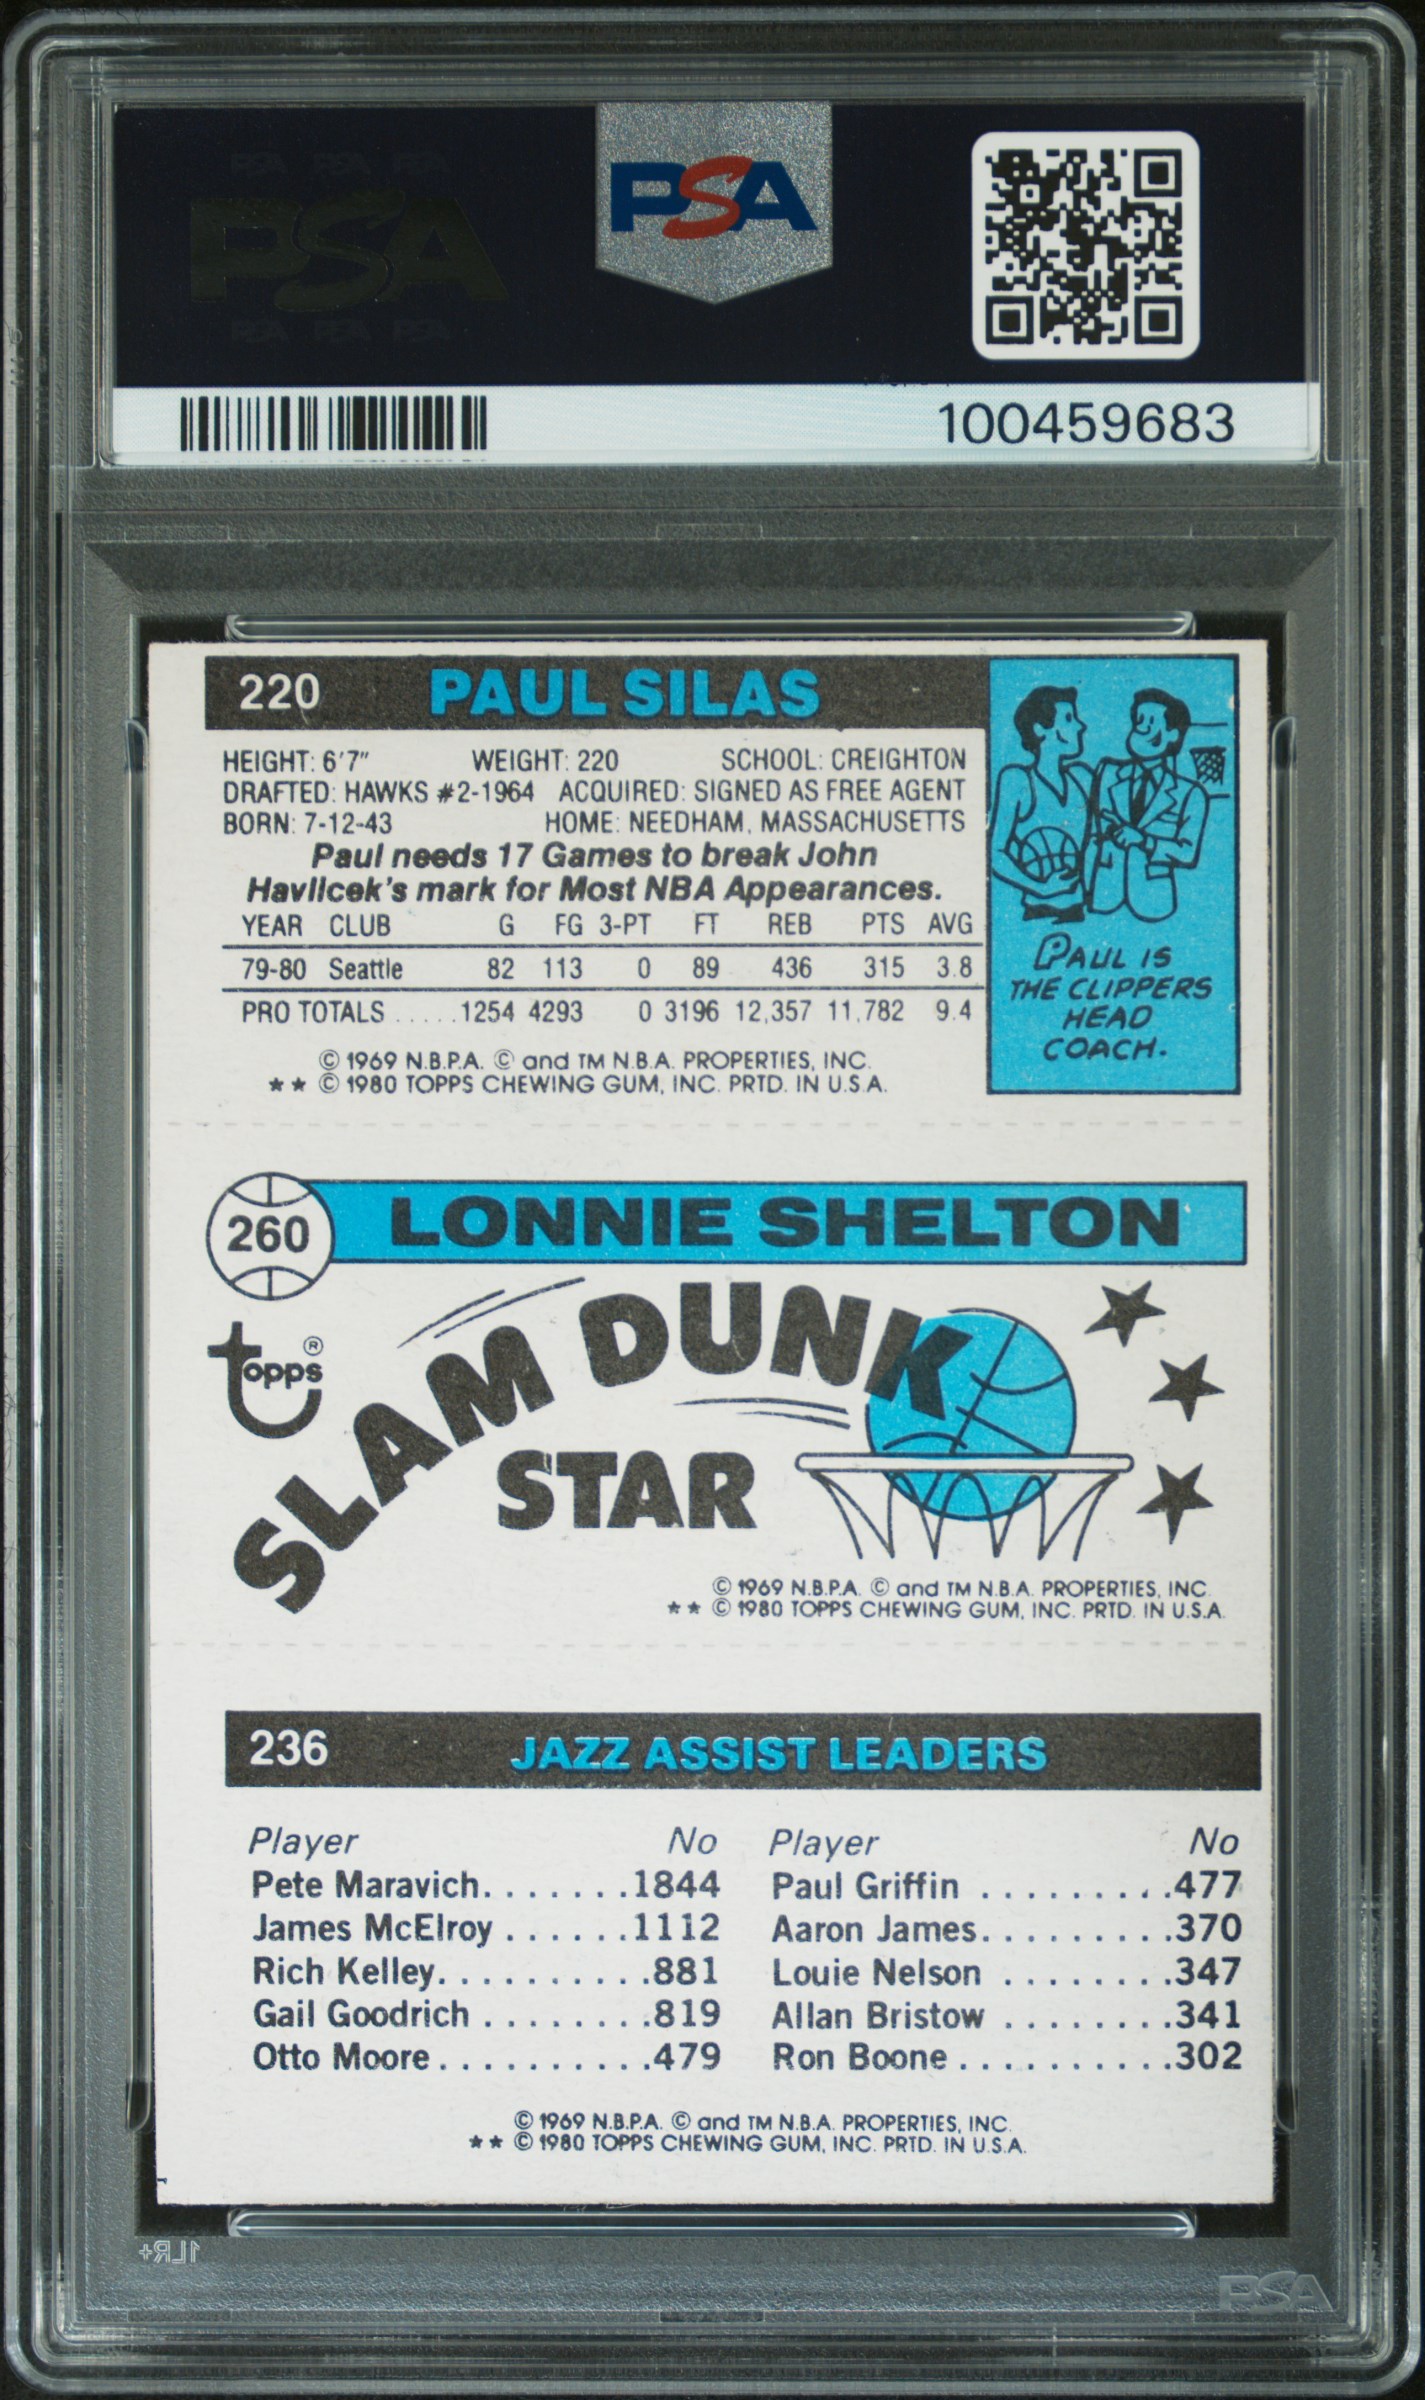 PSA PSA PSA
PSA
PSA PSA PSA
PSA
100459683
220 PAUL SILAS
HEIGHT: 6'7" WEIGHT: 220 SCHOOL: CREIGHTON
DRAFTED: HAWKS #2-1964 ACQUIRED: SIGNED AS FREE AGENT
BORN: 7-12-43 HOME: NEEDHAM, MASSACHUSETTS
Paul needs 17 Games to break John
Havlicek's mark for Most NBA Appearances.
YEAR CLUB G FG 3-PT FT REB PTS AVG
79-80 Seattle 82 113 0 89 436 315 3.8
PRO TOTALS .....1254 4293 0 3196 12,357 11,782 9.4
© 1969 N.B.P.A. © and TM N.B.A. PROPERTIES, INC.
** © 1980 TOPPS CHEWING GUM, INC. PRTD. IN U.S.A.
PAUL IS
THE CLIPPERS
HEAD
COACH.
260 LONNIE SHELTON
topps ®
SLAM DUNK
STAR
© 1969 N.B.P.A. © and TM N.B.A. PROPERTIES, INC.
** © 1980 TOPPS CHEWING GUM, INC. PRTD. IN U.S.A.
236 JAZZ ASSIST LEADERS
Player No Player No
Pete Maravich.......1844 Paul Griffin .........477
James McElroy ......1112 Aaron James.........370
Rich Kelley..........881 Louie Nelson ........347
Gail Goodrich ........819 Allan Bristow ........341
Otto Moore..........479 Ron Boone..........302
© 1969 N.B.P.A. © and TM N.B.A. PROPERTIES, INC.
** © 1980 TOPPS CHEWING GUM, INC. PRTD. IN U.S.A.
1LR+
PSA